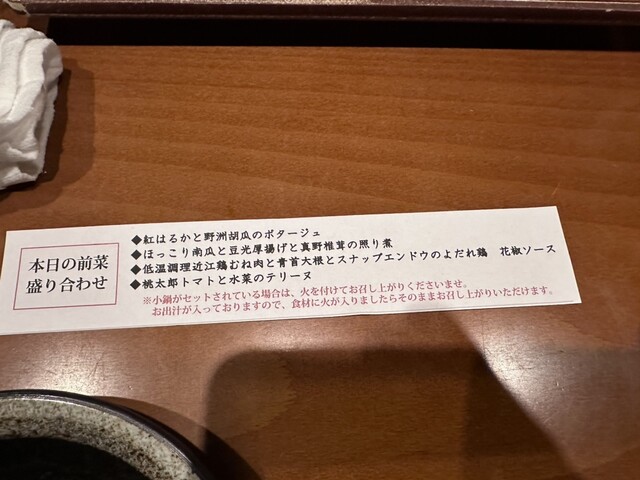 本日の前菜
盛り合わせ
◆紅はるかと野洲胡瓜のポタージュ
◆ほっこり南瓜と豆光厚揚げと真野椎茸の照り煮
◆低温調理近江鶏むね肉と青首大根とスナップエンドウのよだれ鶏　花椒ソース
◆桃太郎トマトと水菜のテリーヌ
※小鍋がセットされている場合は、火を付けてお召し上がりくださいませ。
お出汁が入っておりますので、食材に火が入りましたらそのままお召し上がりいただけます。